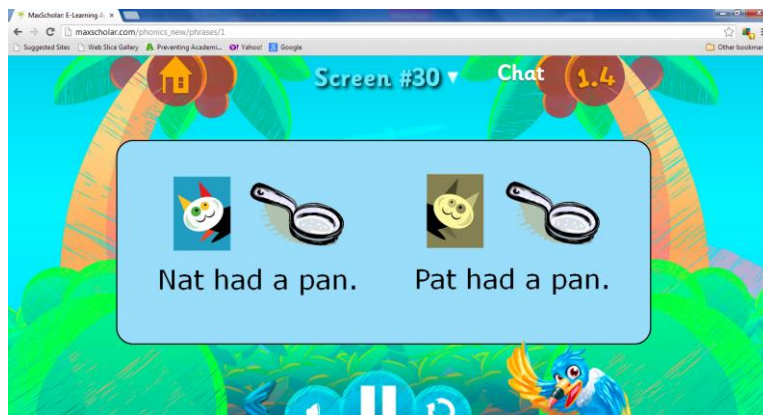 MaxScholar: E-Learning A
maxscholar.com/phonics_new/phrases/1
Suggested Sites Web Slice Gallery Preventing Academi... Yahoo! Google Other bookmar
Screen #30 Chat 1.4
Nat had a pan. Pat had a pan.